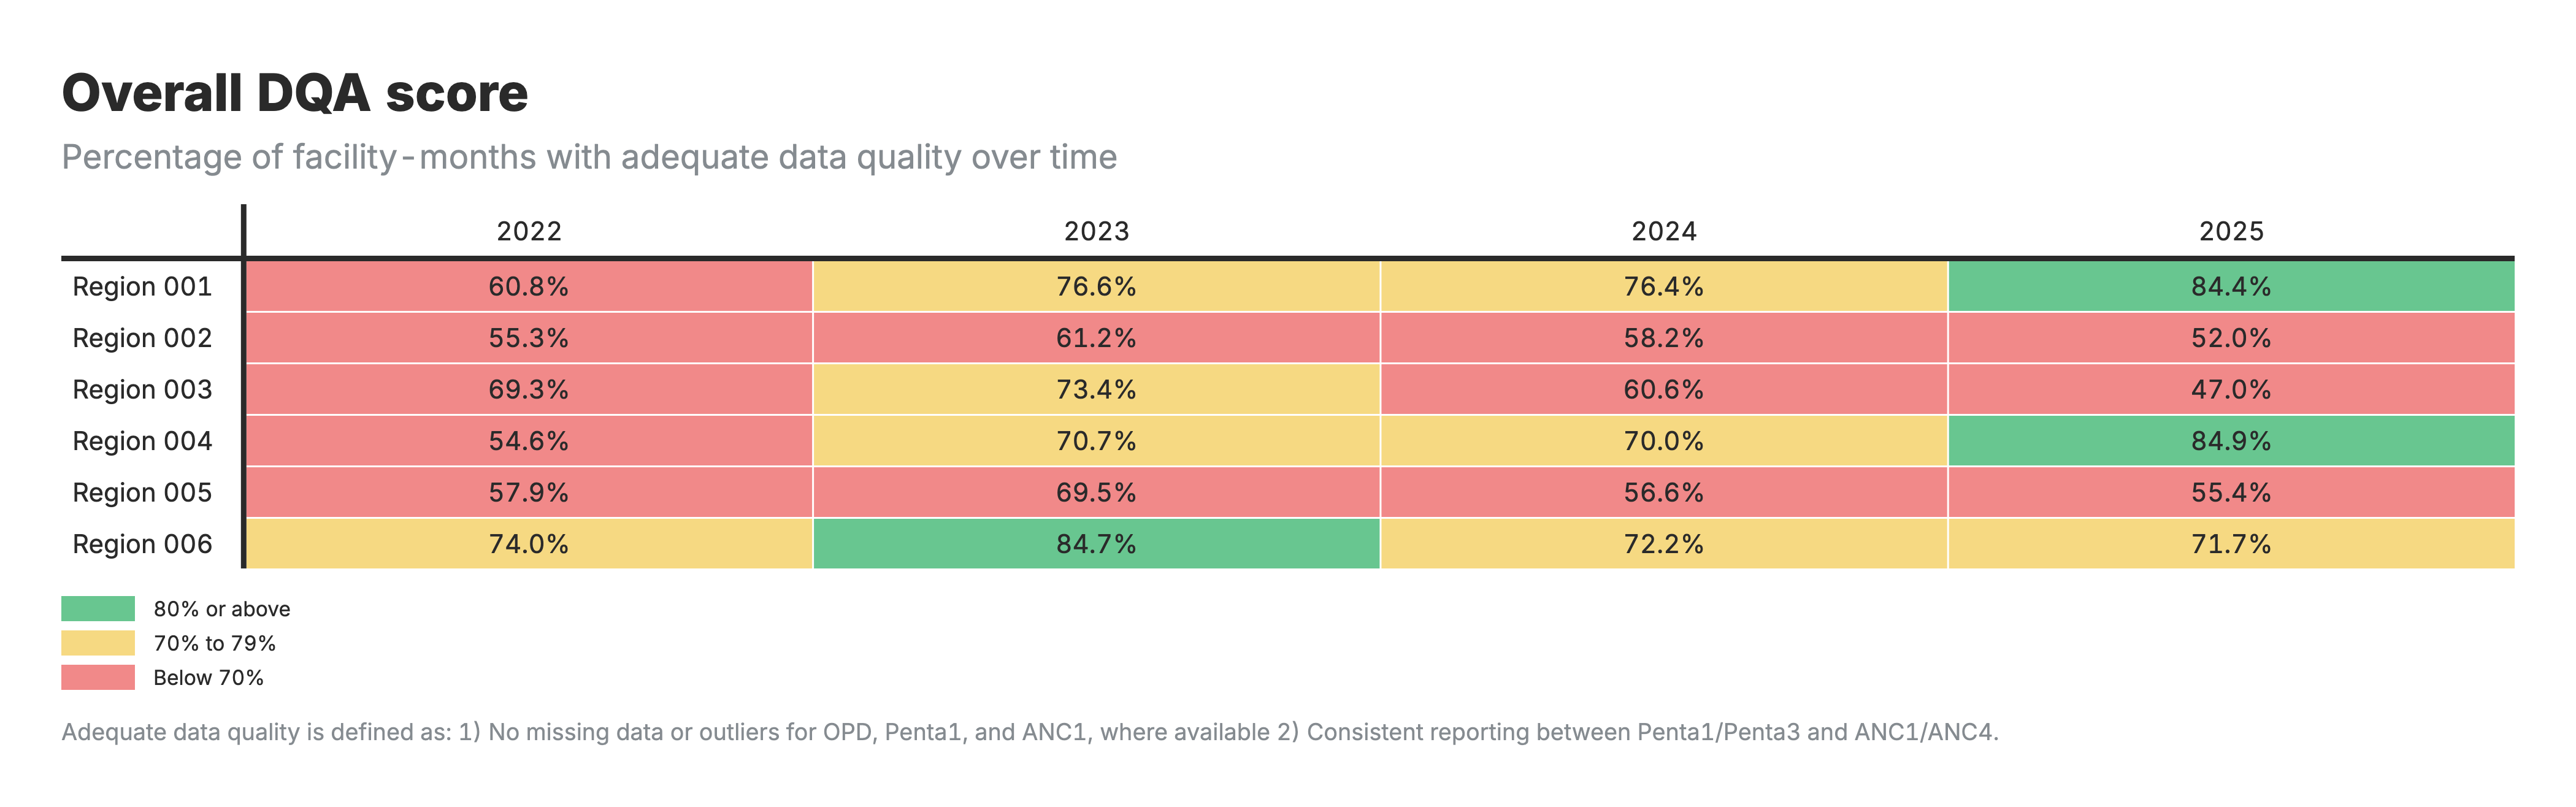 Overall DQA score
Percentage of facility-months with adequate data quality over time
2022 2023 2024 2025
Region 001 60.8% 76.6% 76.4% 84.4%
Region 002 55.3% 61.2% 58.2% 52.0%
Region 003 69.3% 73.4% 60.6% 47.0%
Region 004 54.6% 70.7% 70.0% 84.9%
Region 005 57.9% 69.5% 56.6% 55.4%
Region 006 74.0% 84.7% 72.2% 71.7%
80% or above
70% to 79%
Below 70%
Adequate data quality is defined as: 1) No missing data or outliers for OPD, Penta1, and ANC1, where available 2) Consistent reporting between Penta1/Penta3 and ANC1/ANC4.